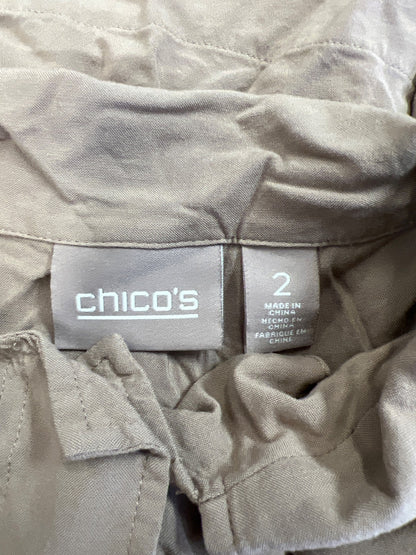 chico's
2
MADE IN
CHINA
HECHO EN
CHINA
FABRIQUÉ EN
CHINE